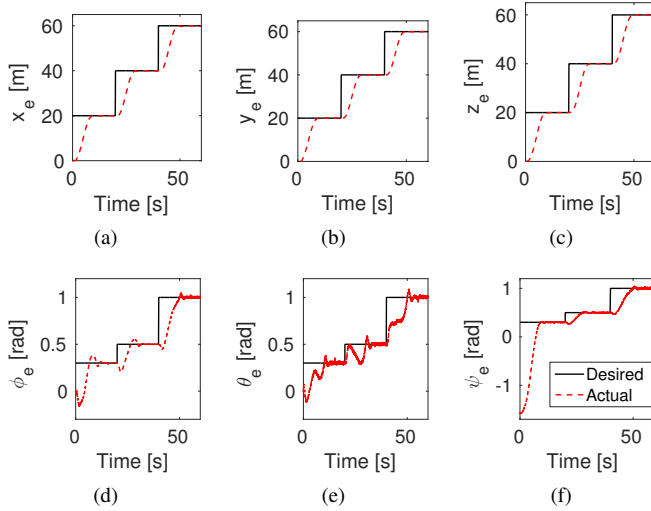 60
40
20
0
x_e [m]
0
50
Time [s]
(a)
60
40
20
0
y_e [m]
0
50
Time [s]
(b)
60
40
20
0
z_e [m]
0
50
Time [s]
(c)
1
0.5
0
ϕ_e [rad]
0
50
Time [s]
(d)
1
0.5
0
θ_e [rad]
0
50
Time [s]
(e)
1
0
-1
ψ_e [rad]
Desired
Actual
0
50
Time [s]
(f)